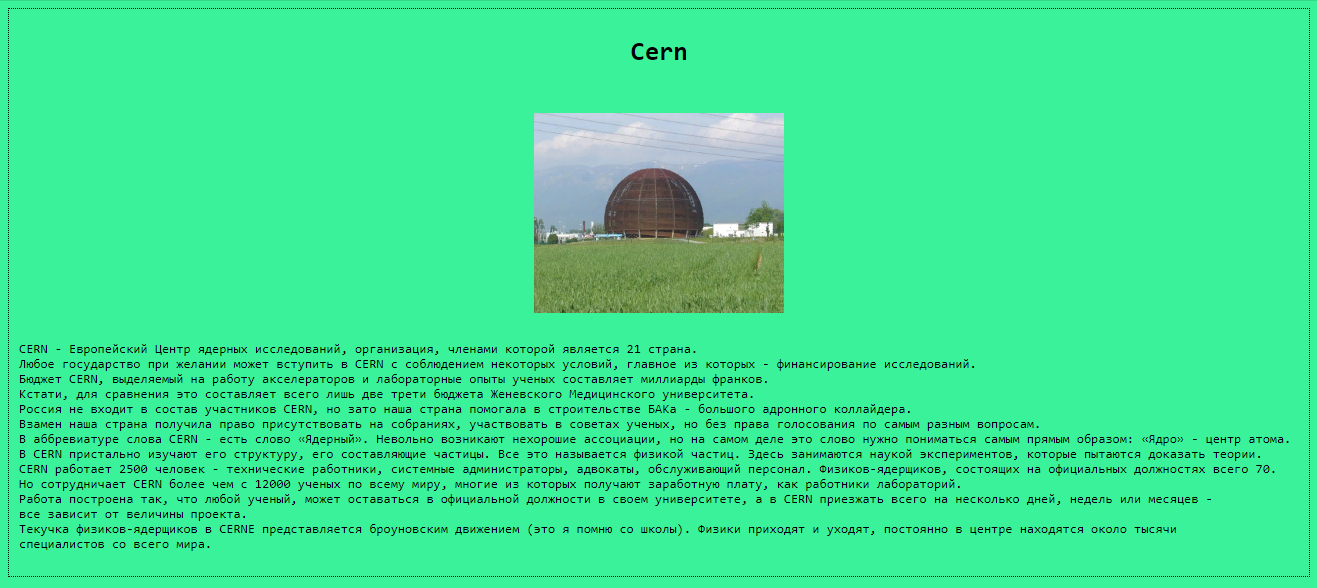 Cern
CERN - Европейский Центр ядерных исследований, организация, членами которой является 21 страна.
Любое государство при желании может вступить в CERN с соблюдением некоторых условий, главное из которых - финансирование исследований.
Бюджет CERN, выделяемый на работу акселераторов и лабораторные опыты ученых составляет миллиарды франков.
Кстати, для сравнения это составляет всего лишь две трети бюджета Женевского Медицинского университета.
Россия не входит в состав участников CERN, но зато наша страна помогала в строительстве БАКа - большого адронного коллайдера.
Взамен наша страна получила право присутствовать на собраниях, участвовать в советах ученых, но без права голосования по самым разным вопросам.
В аббревиатуре слова CERN - есть слово «Ядерный». Невольно возникают нехорошие ассоциации, но на самом деле это слово нужно пониматься самым прямым образом: «Ядро» - центр атома.
В CERN пристально изучают его структуру, его составляющие частицы. Все это называется физикой частиц. Здесь занимаются наукой экспериментов, которые пытаются доказать теории.
CERN работает 2500 человек - технические работники, системные администраторы, адвокаты, обслуживающий персонал. Физиков-ядерщиков, состоящих на официальных должностях всего 70.
Но сотрудничает CERN более чем с 12000 ученых по всему миру, многие из которых получают заработную плату, как работники лабораторий.
Работа построена так, что любой ученый, может оставаться в официальной должности в своем университете, а в CERN приезжать всего на несколько дней, недель или месяцев -
все зависит от величины проекта.
Текучка физиков-ядерщиков в CERNE представляется броуновским движением (это я помню со школы). Физики приходят и уходят, постоянно в центре находятся около тысячи
специалистов со всего мира.